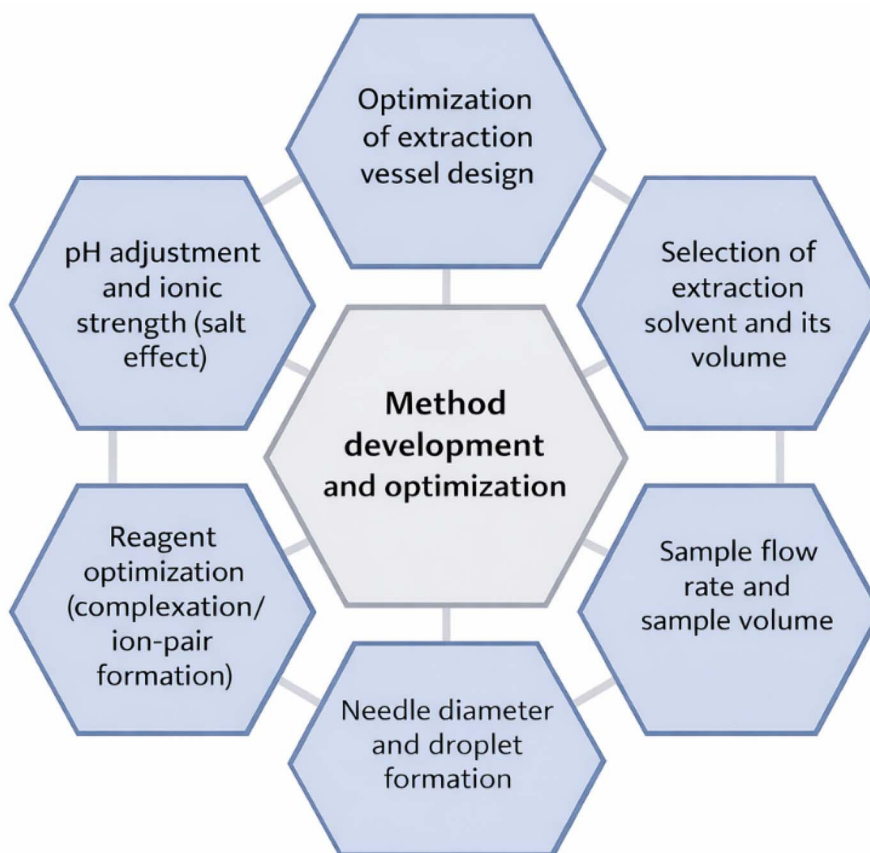 Optimization
of extraction
vessel design
Selection of
extraction
solvent and its
volume
Sample flow
rate and
sample volume
Needle diameter
and droplet
formation
Reagent
optimization
(complexation/
ion-pair
formation)
pH adjustment
and ionic
strength (salt
effect)
Method
development
and optimization